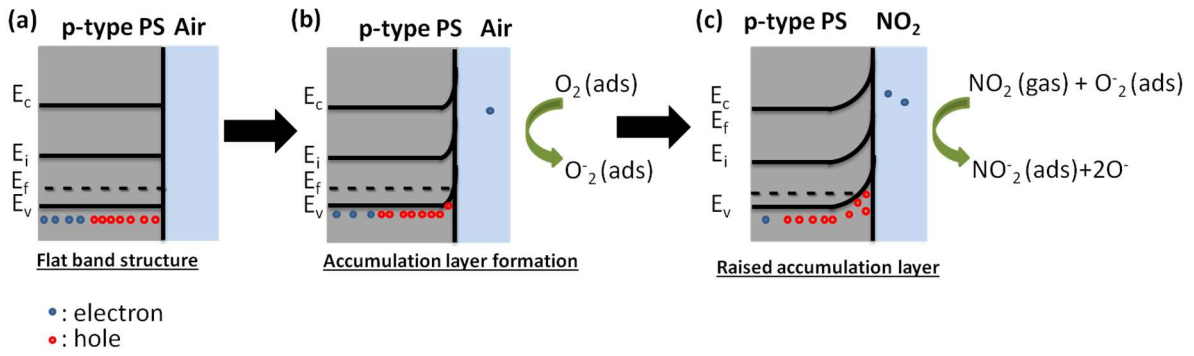 (a)
p-type PS Air
Ec
Ei
Ef
Ev
Flat band structure
(b)
p-type PS Air
Ec
Ei
Ef
Ev
O2 (ads)
O-2 (ads)
Accumulation layer formation
(c)
p-type PS NO2
Ec
Ef
Ei
Ev
NO2 (gas) + O-2 (ads)
NO-2 (ads)+2O-
Raised accumulation layer
: electron
: hole